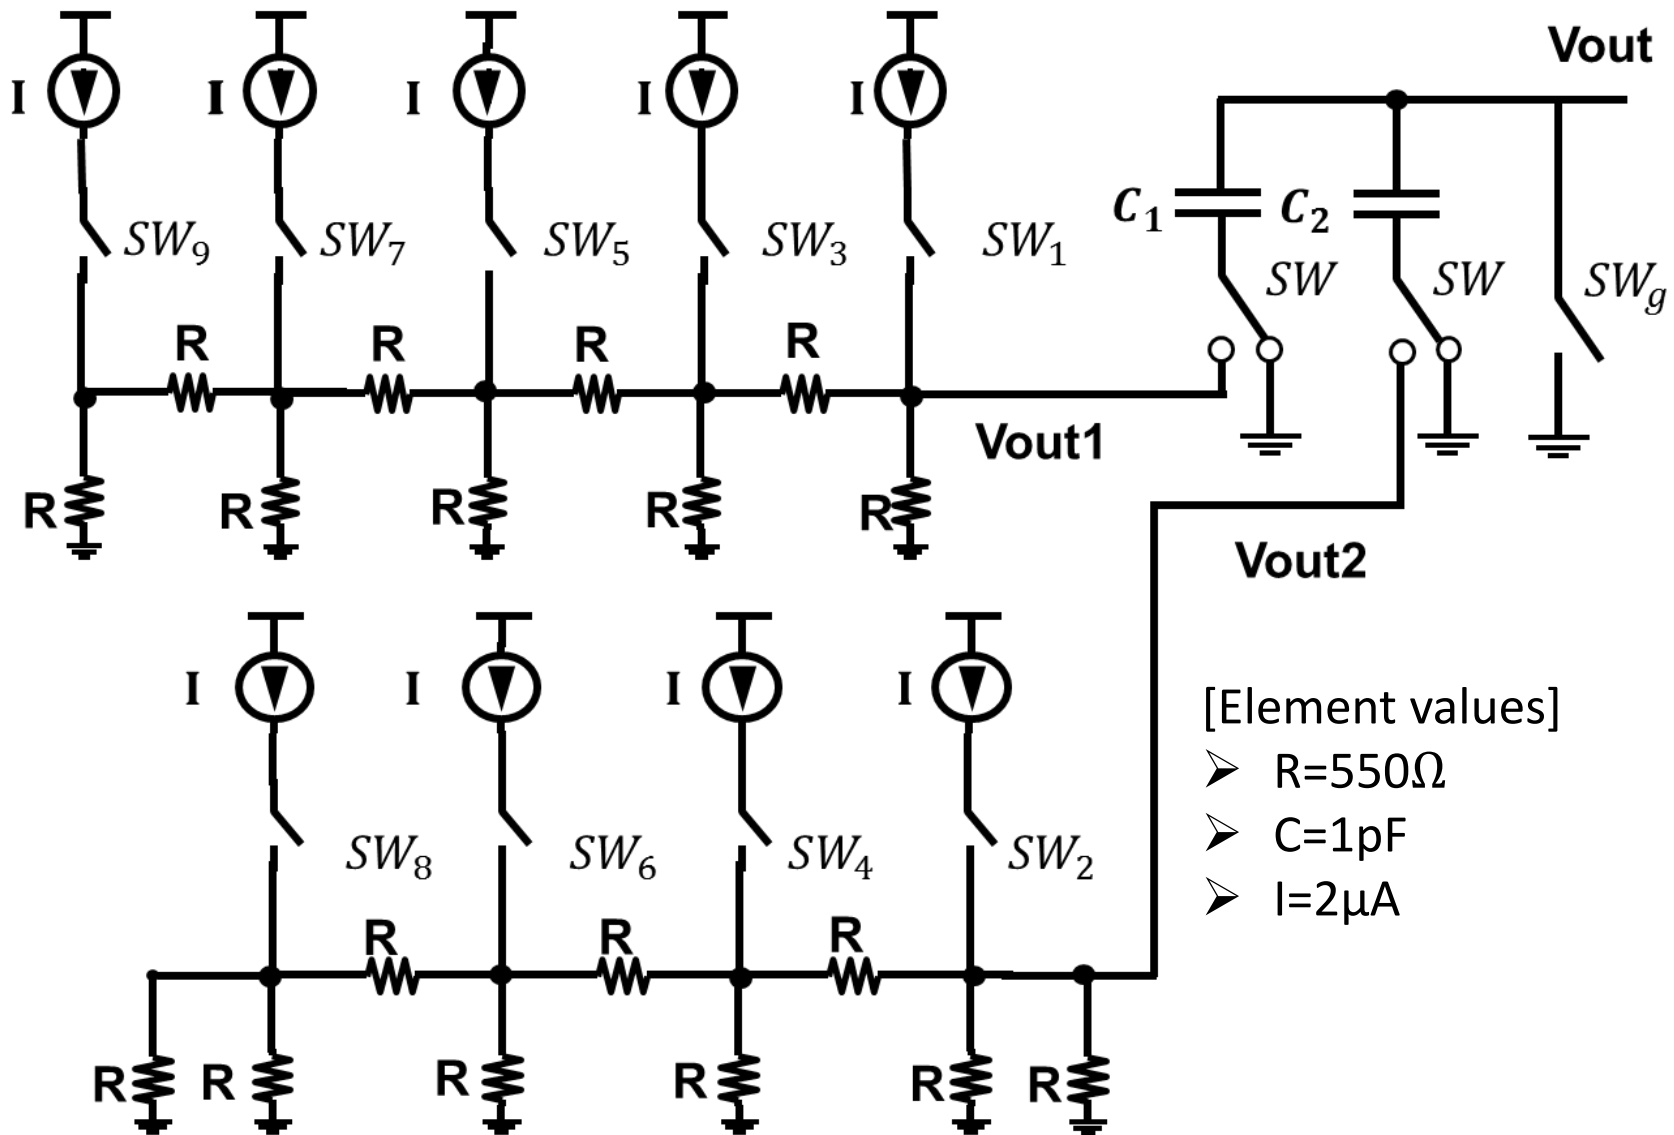 Vout
I I I I I
C1 C2
SW9 SW7 SW5 SW3 SW1 SW SW SWg
R R R R
Vout1
R R R R R
Vout2
I I I I
[Element values]
➢ R=550Ω
➢ C=1pF
➢ I=2μA
SW8 SW6 SW4 SW2
R R R
R R R R R R